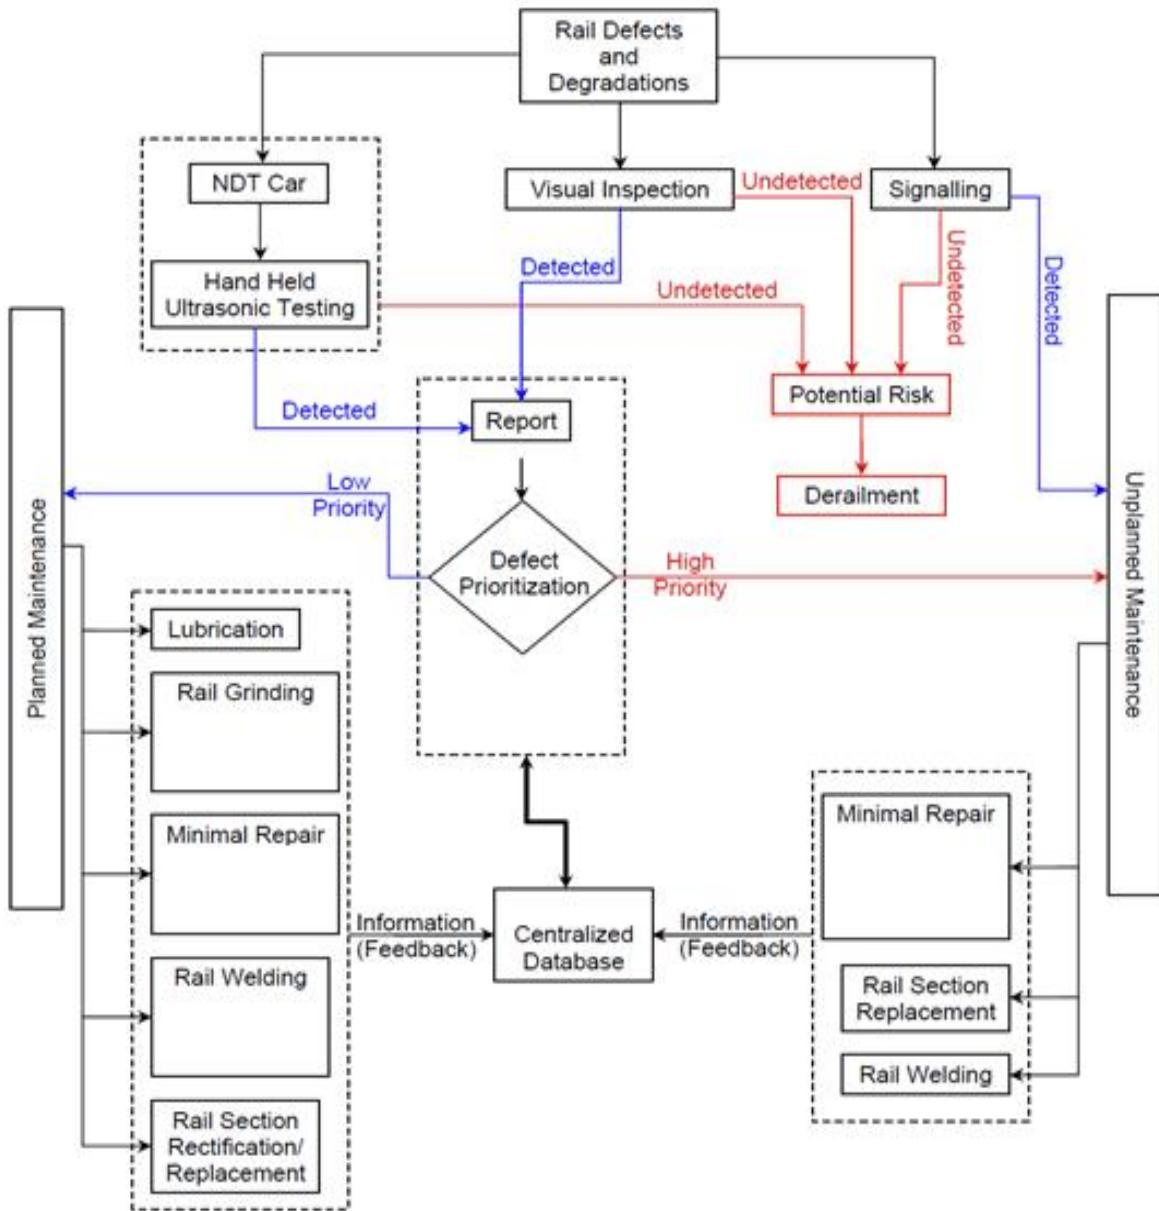 Rail Defects
and
Degradations
NDT Car
Visual Inspection
Undetected
Signalling
Hand Held
Ultrasonic Testing
Detected
Undetected
Undetected
Detected
Potential Risk
Detected
Report
Derailment
Low
Priority
Defect
Prioritization
High
Priority
Planned Maintenance
Unplanned Maintenance
Lubrication
Rail Grinding
Minimal Repair
Rail Welding
Rail Section
Rectification/
Replacement
Information
(Feedback)
Centralized
Database
Information
(Feedback)
Minimal Repair
Rail Section
Replacement
Rail Welding